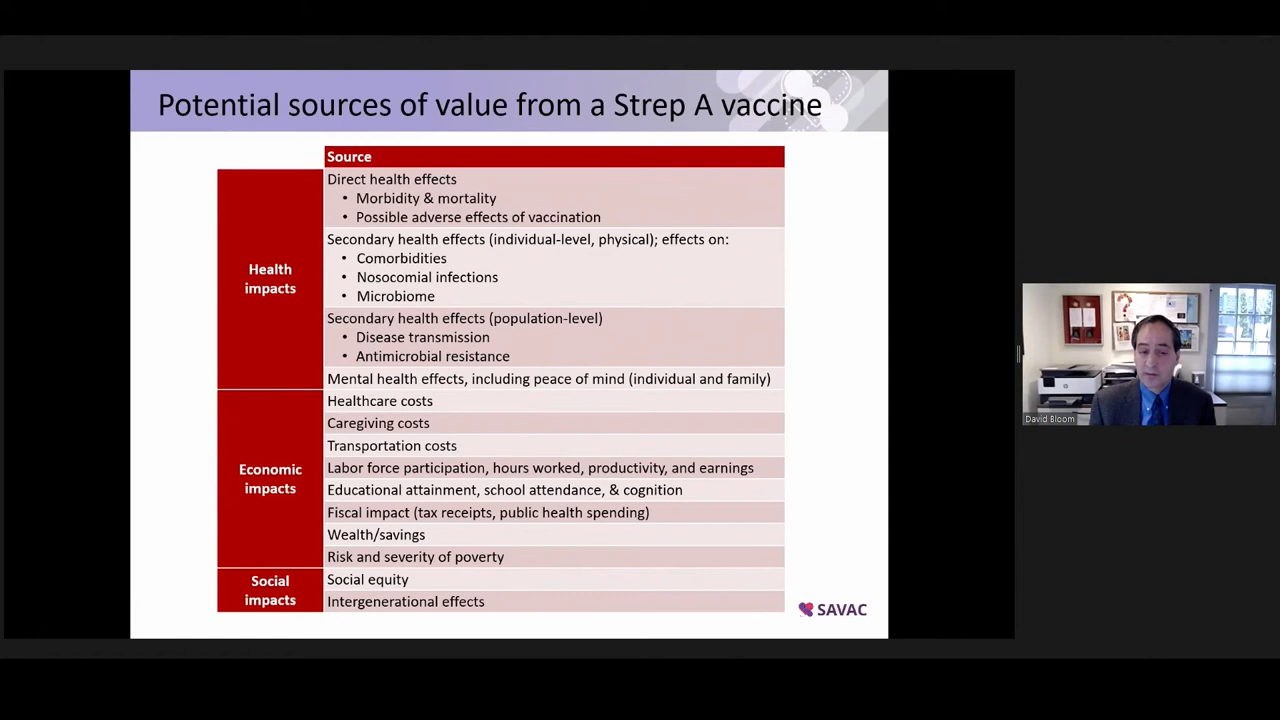 Potential sources of value from a Strep A vaccine
Source
Health
impacts
Direct health effects
• Morbidity & mortality
• Possible adverse effects of vaccination
Secondary health effects (individual-level, physical); effects on:
• Comorbidities
• Nosocomial infections
• Microbiome
Secondary health effects (population-level)
• Disease transmission
• Antimicrobial resistance
Mental health effects, including peace of mind (individual and family)
Economic
impacts
Healthcare costs
Caregiving costs
Transportation costs
Labor force participation, hours worked, productivity, and earnings
Educational attainment, school attendance, & cognition
Fiscal impact (tax receipts, public health spending)
Wealth/savings
Risk and severity of poverty
Social
impacts
Social equity
Intergenerational effects
SAVAC
David Bloom